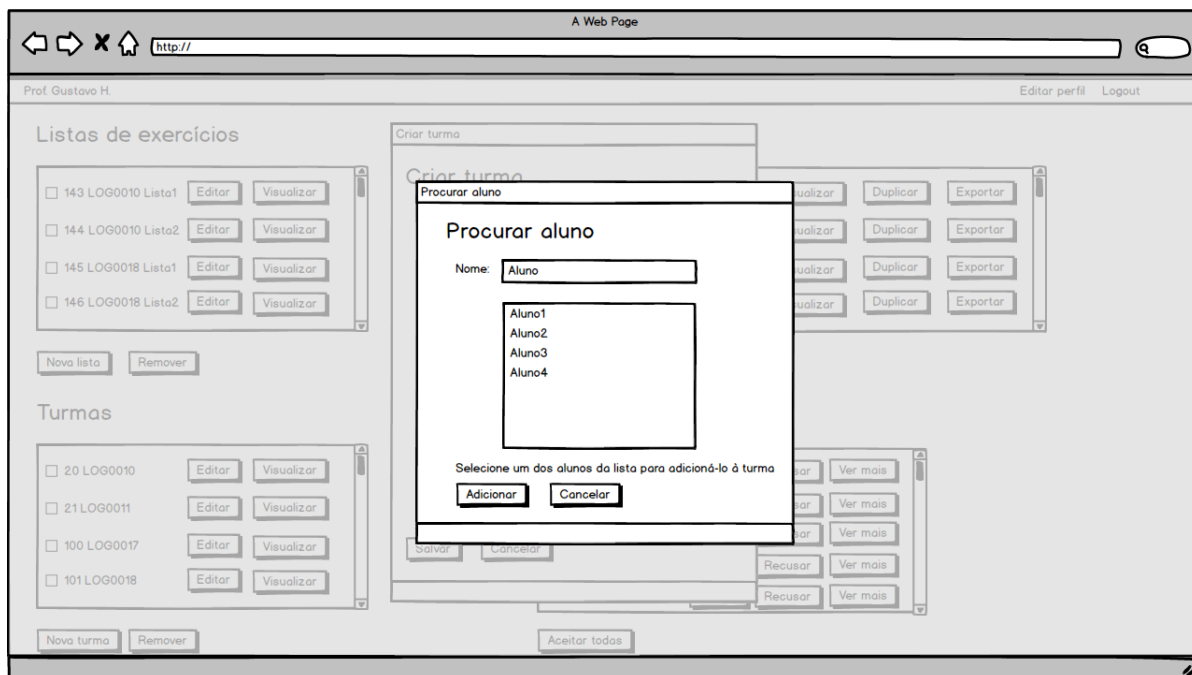 A Web Page
http://
Prof. Gustavo H.
Editar perfil Logout
Listas de exercícios
143 LOG0010 Lista1 Editar Visualizar
144 LOG0010 Lista2 Editar Visualizar
145 LOG0018 Lista1 Editar Visualizar
146 LOG0018 Lista2 Editar Visualizar
Nova lista Remover
Turmas
20 LOG0010 Editar Visualizar
21 LOG0011 Editar Visualizar
100 LOG0017 Editar Visualizar
101 LOG0018 Editar Visualizar
Nova turma Remover
Criar turma
Criar turma
Procurar aluno
Procurar aluno
Nome: Aluno
Aluno1
Aluno2
Aluno3
Aluno4
Selecione um dos alunos da lista para adicioná-lo à turma
Adicionar Cancelar
Salvar Cancelar
Duplicar Exportar
Duplicar Exportar
Duplicar Exportar
Duplicar Exportar
Ver mais
Ver mais
Ver mais
Recusar Ver mais
Recusar Ver mais
Aceitar todas